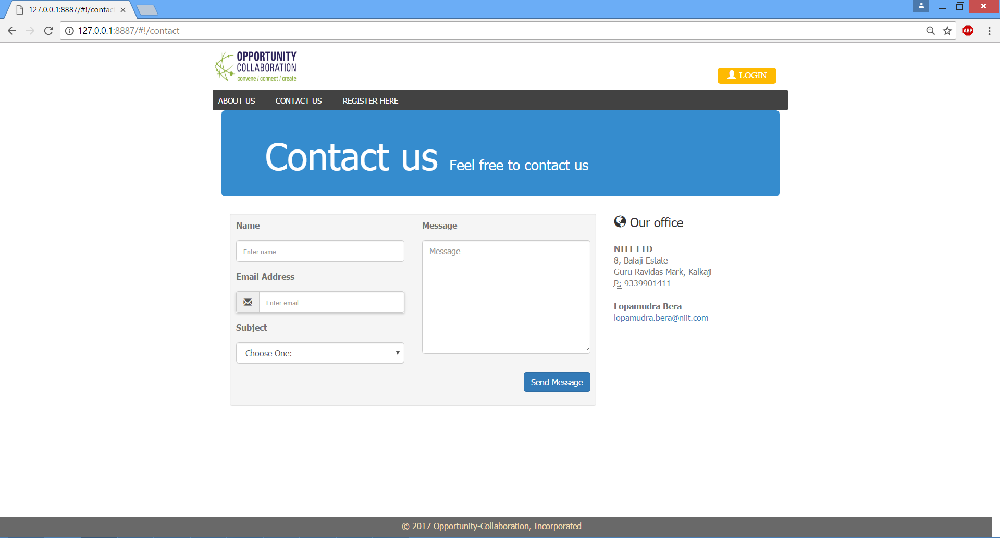 127.0.0.1:8887/#!/contac
127.0.0.1:8887/#!/contact
ABP
OPPORTUNITY
COLLABORATION
convene / connect / create
LOGIN
ABOUT US CONTACT US REGISTER HERE
Contact us Feel free to contact us
Name
Enter name
Email Address
Enter email
Subject
Choose One:
Message
Message
Send Message
Our office
NIIT LTD
8, Balaji Estate
Guru Ravidas Mark, Kalkaji
P: 9339901411
Lopamudra Bera
lopamudra.bera@niit.com
© 2017 Opportunity-Collaboration, Incorporated